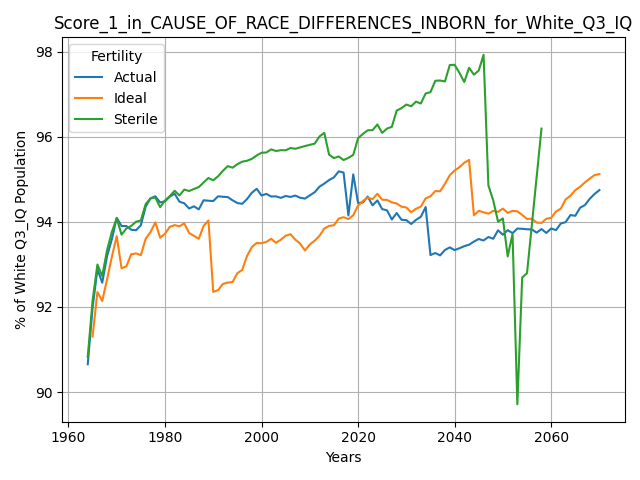 Score_1_in_CAUSE_OF_RACE_DIFFERENCES_INBORN_for_White_Q3_IQ
Fertility
Actual
Ideal
Sterile
% of White Q3_IQ Population
98
96
94
92
90
1960
1980
2000
2020
2040
2060
Years